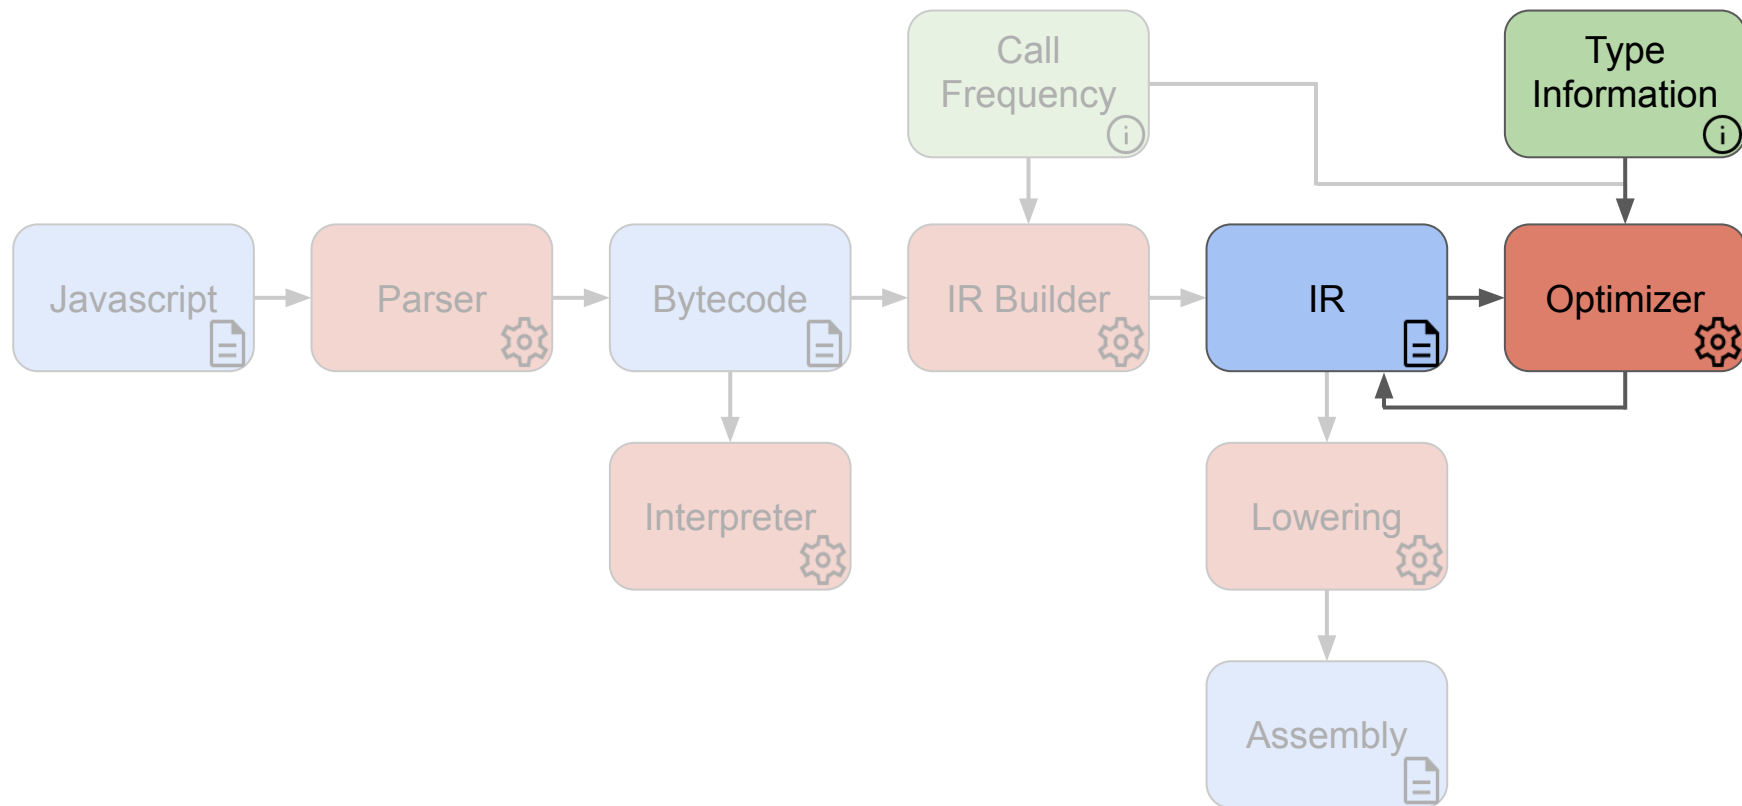 Call
Frequency
Type
Information
Javascript
Parser
Bytecode
IR Builder
IR
Optimizer
Interpreter
Lowering
Assembly